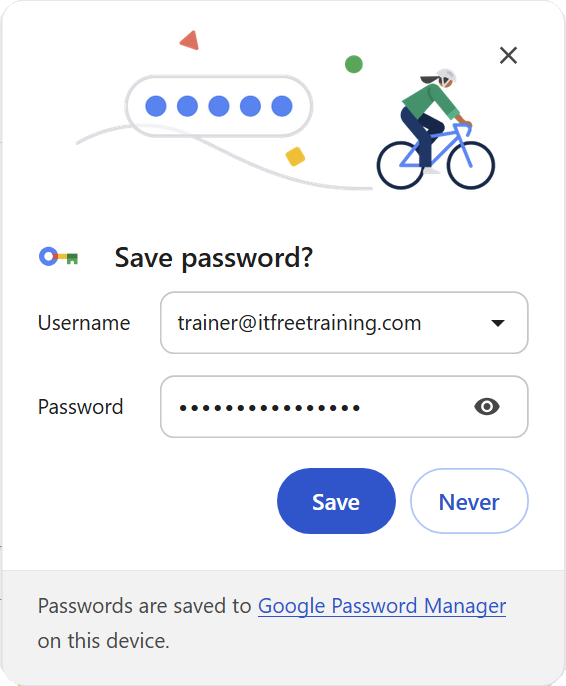 Save password?
Username
trainer@itfreetraining.com
Password
••••••••••••••••
Save
Never
Passwords are saved to Google Password Manager
on this device.